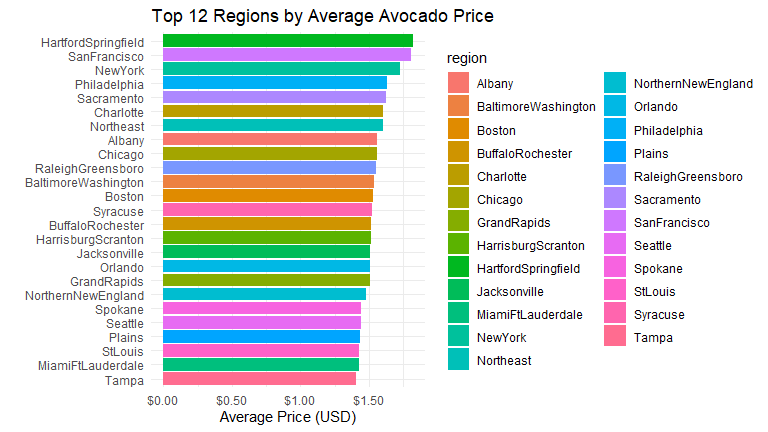 Top 12 Regions by Average Avocado Price
HartfordSpringfield
SanFrancisco
NewYork
Philadelphia
Sacramento
Charlotte
Northeast
Albany
Chicago
RaleighGreensboro
BaltimoreWashington
Boston
Syracuse
BuffaloRochester
HarrisburgScranton
Jacksonville
Orlando
GrandRapids
NorthernNewEngland
Spokane
Seattle
Plains
StLouis
MiamiFtLauderdale
Tampa
$0.00 $0.50 $1.00 $1.50
Average Price (USD)
region
Albany
BaltimoreWashington
Boston
BuffaloRochester
Charlotte
Chicago
GrandRapids
HarrisburgScranton
HartfordSpringfield
Jacksonville
MiamiFtLauderdale
NewYork
Northeast
NorthernNewEngland
Orlando
Philadelphia
Plains
RaleighGreensboro
Sacramento
SanFrancisco
Seattle
Spokane
StLouis
Syracuse
Tampa